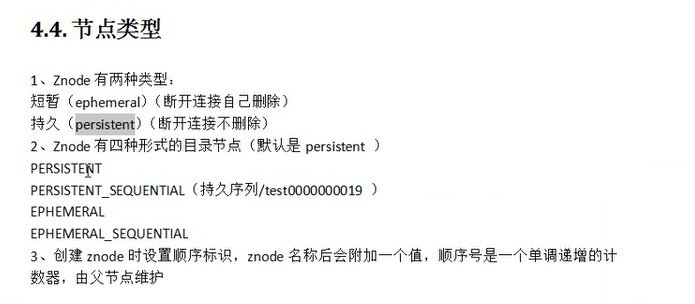 4.4. 节点类型
1、Znode 有两种类型：
短暂（ephemeral）（断开连接自己删除）
持久（persistent）（断开连接不删除）
2、Znode 有四种形式的目录节点（默认是 persistent ）
PERSISTENT
PERSISTENT_SEQUENTIAL（持久序列/test0000000019 ）
EPHEMERAL
EPHEMERAL_SEQUENTIAL
3、创建 znode 时设置顺序标识，znode 名称后会附加一个值，顺序号是一个单调递增的计
数器，由父节点维护